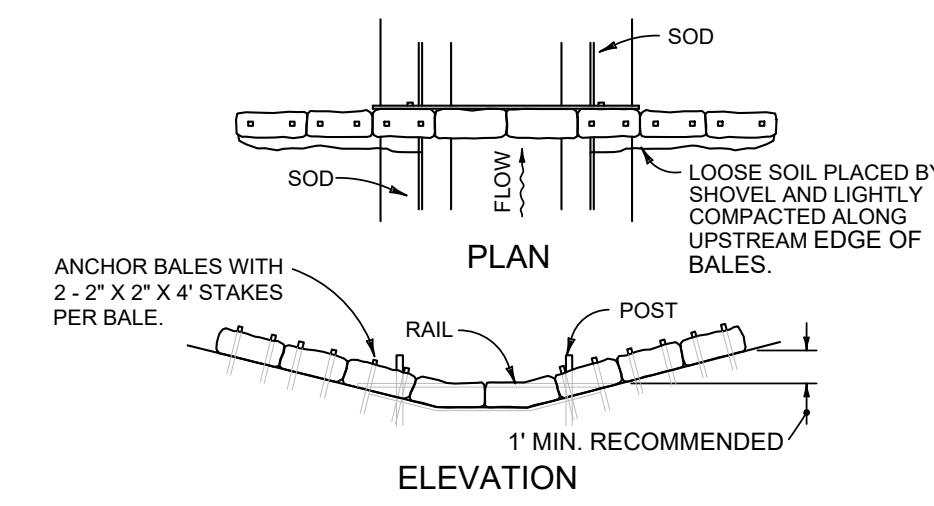 SOD
SOD
FLOW
LOOSE SOIL PLACED BY
SHOVEL AND LIGHTLY
COMPACTED ALONG
UPSTREAM EDGE OF
BALES.
PLAN
ANCHOR BALES WITH
2 - 2" X 2" X 4' STAKES
PER BALE.
RAIL
POST
1' MIN. RECOMMENDED
ELEVATION